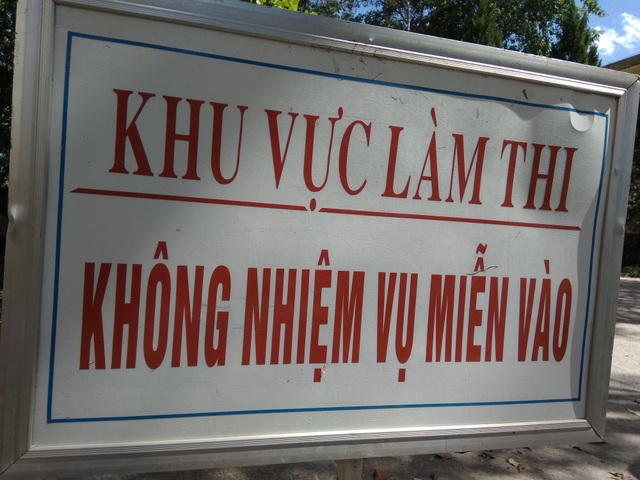 KHU VỰC LÀM THI
KHÔNG NHIỆM VỤ MIỄN VÀO